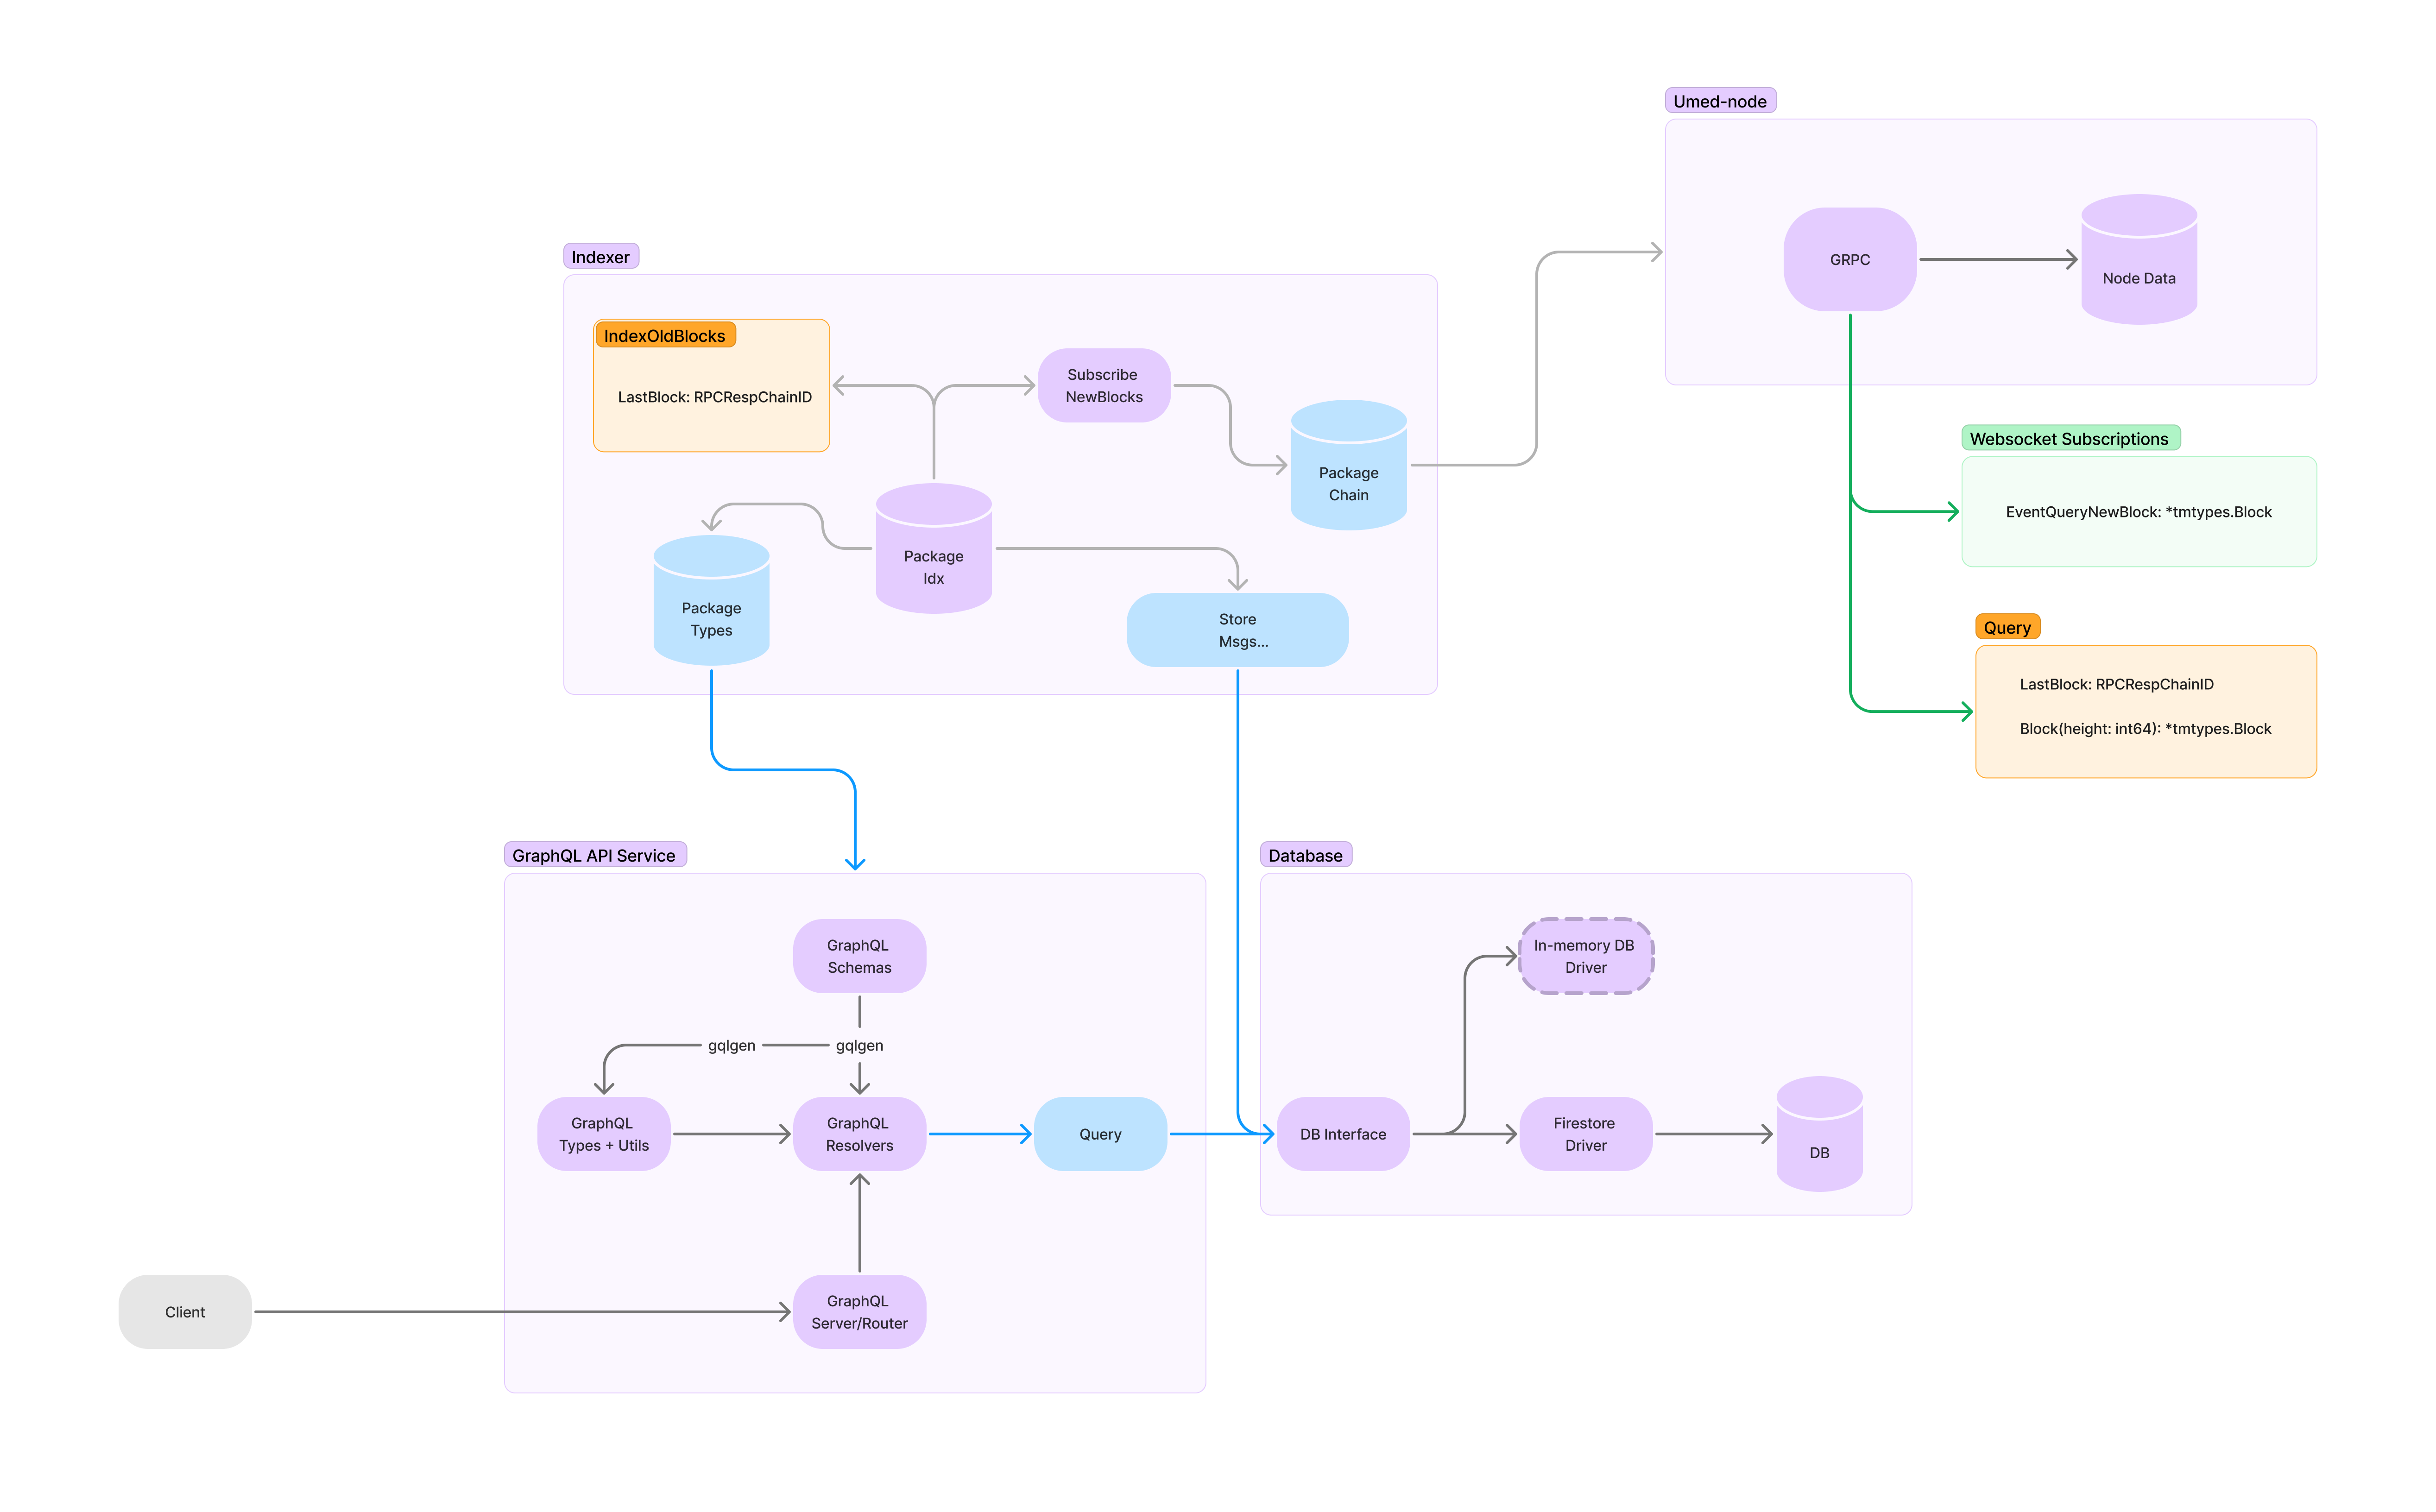 Umed-node
GRPC
Node Data
Indexer
IndexOldBlocks
LastBlock: RPCRespChainID
Subscribe
NewBlocks
Package
Chain
Package
Idx
Package
Types
Store
Msgs...
Websocket Subscriptions
EventQueryNewBlock: *tmtypes.Block
Query
LastBlock: RPCRespChainID
Block(height: int64): *tmtypes.Block
GraphQL API Service
GraphQL
Schemas
gqlgen
gqlgen
GraphQL
Types + Utils
GraphQL
Resolvers
Query
GraphQL
Server/Router
Client
Database
In-memory DB
Driver
DB Interface
Firestore
Driver
DB